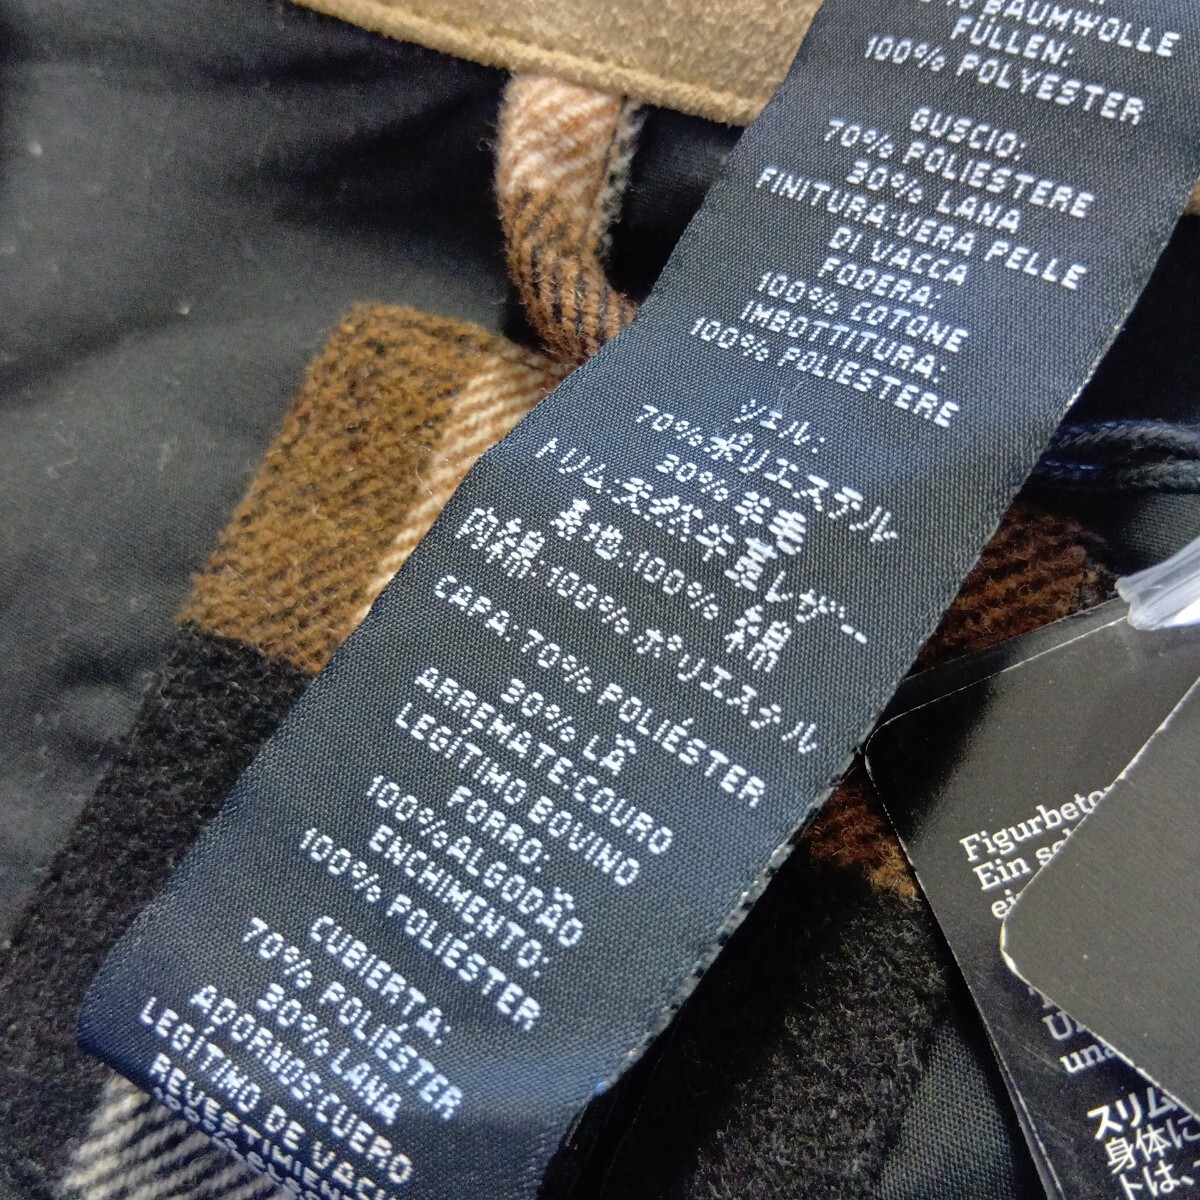 % BAUMWOLLE
FÜLLEN:
100% POLYESTER
GUSCIO:
70% POLIESTERE
30% LANA
FINITURA:VERA PELLE
DI VACCA
FODERA:
100% COTONE
IMBOTTITURA:
100% POLIESTERE
シェル:
70%ポリエステル
30%羊毛
トリム:天然牛革レザー
裏地:100% 綿
内綿:100%ポリエステル
CAPA: 70% POLIÉSTER
30% LÃ
ARREMATE:COURO
LEGÍTIMO BOVINO
FORRO:
100%ALGODÃO
ENCHIMENTO:
100% POLIÉSTER
CUBIERTA:
70% POLIÉSTER
30% LANA
ADORNOS:CUERO
LEGÍTIMO DE VACA
Figurbeto
Ein
una
スリム
身体に
トは、